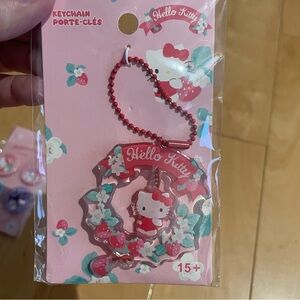 KEYCHAIN
PORTE-CLÉS
Hello Kitty
Hello Kitty
15+